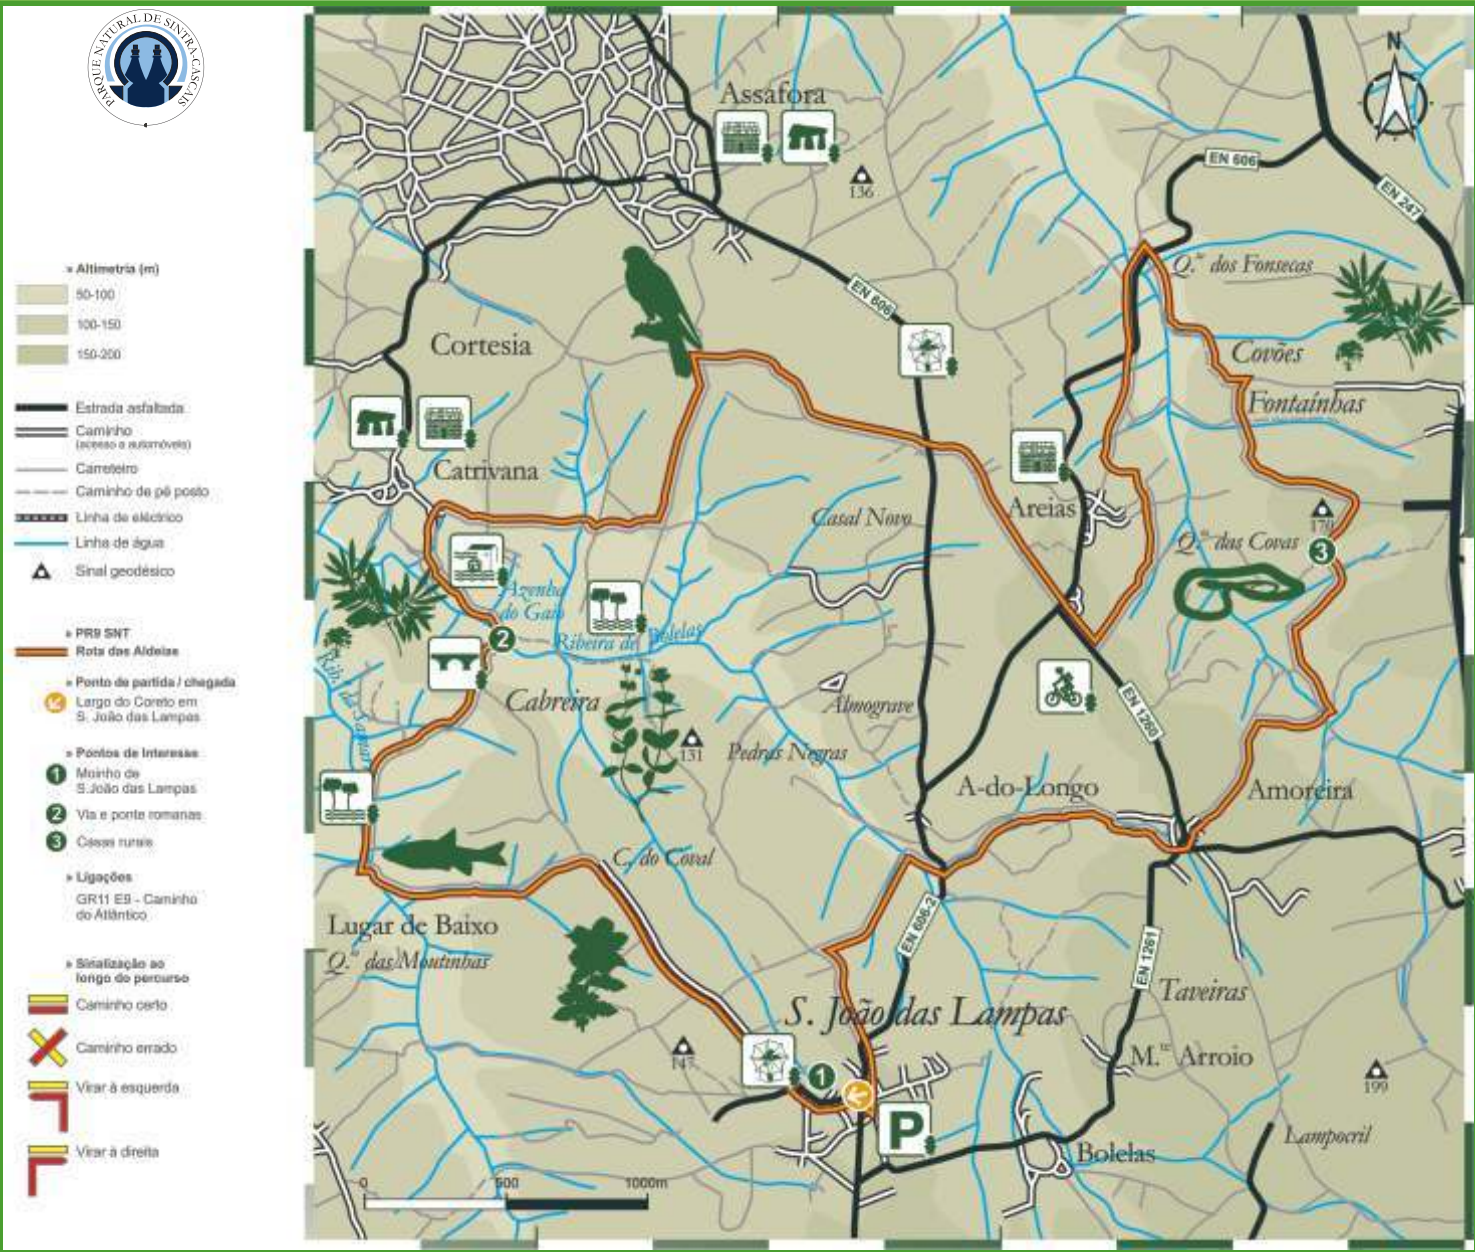 PARQUE NATURAL DE SINTRA-CASCAIS
» Altimetria (m)
50-100
100-150
150-200
Estrada asfaltada
Caminho
(acesso a automóveis)
Carreteiro
Caminho de pé posto
Linha de eléctrico
Linha de água
Sinal geodésico
» PR9 SNT
Rota das Aldeias
» Ponto de partida / chegada
Largo do Coreto em
S. João das Lampas
» Pontos de Interesse
1 Moinho de
S.João das Lampas
2 Via e ponte romanas
3 Casas rurais
» Ligações
GR11 E9 - Caminho
do Atlântico
» Sinalização ao
longo do percurso
Caminho certo
Caminho errado
Virar à esquerda
Virar à direita
N
Assafora
136
EN 606
EN 247
Q.ta dos Fonsecas
EN 606
Cortesia
Covões
Fontaínhas
Catrivana
Casal Novo
Areias
170
Q.ta das Covas
3
Azenha
do Gaio
2
Ribeira de Bolelas
Rib. da Samarra
Cabreira
Almograve
131
Pedras Negras
EN 1260
A-do-Longo
Amoreira
C. do Coval
Lugar de Baixo
Q.ta das Moutinhas
EN 606-2
EN 1261
Taveiras
S. João das Lampas
147
1
M.te Arroio
199
P
Lampocril
Bolelas
0 500 1000m